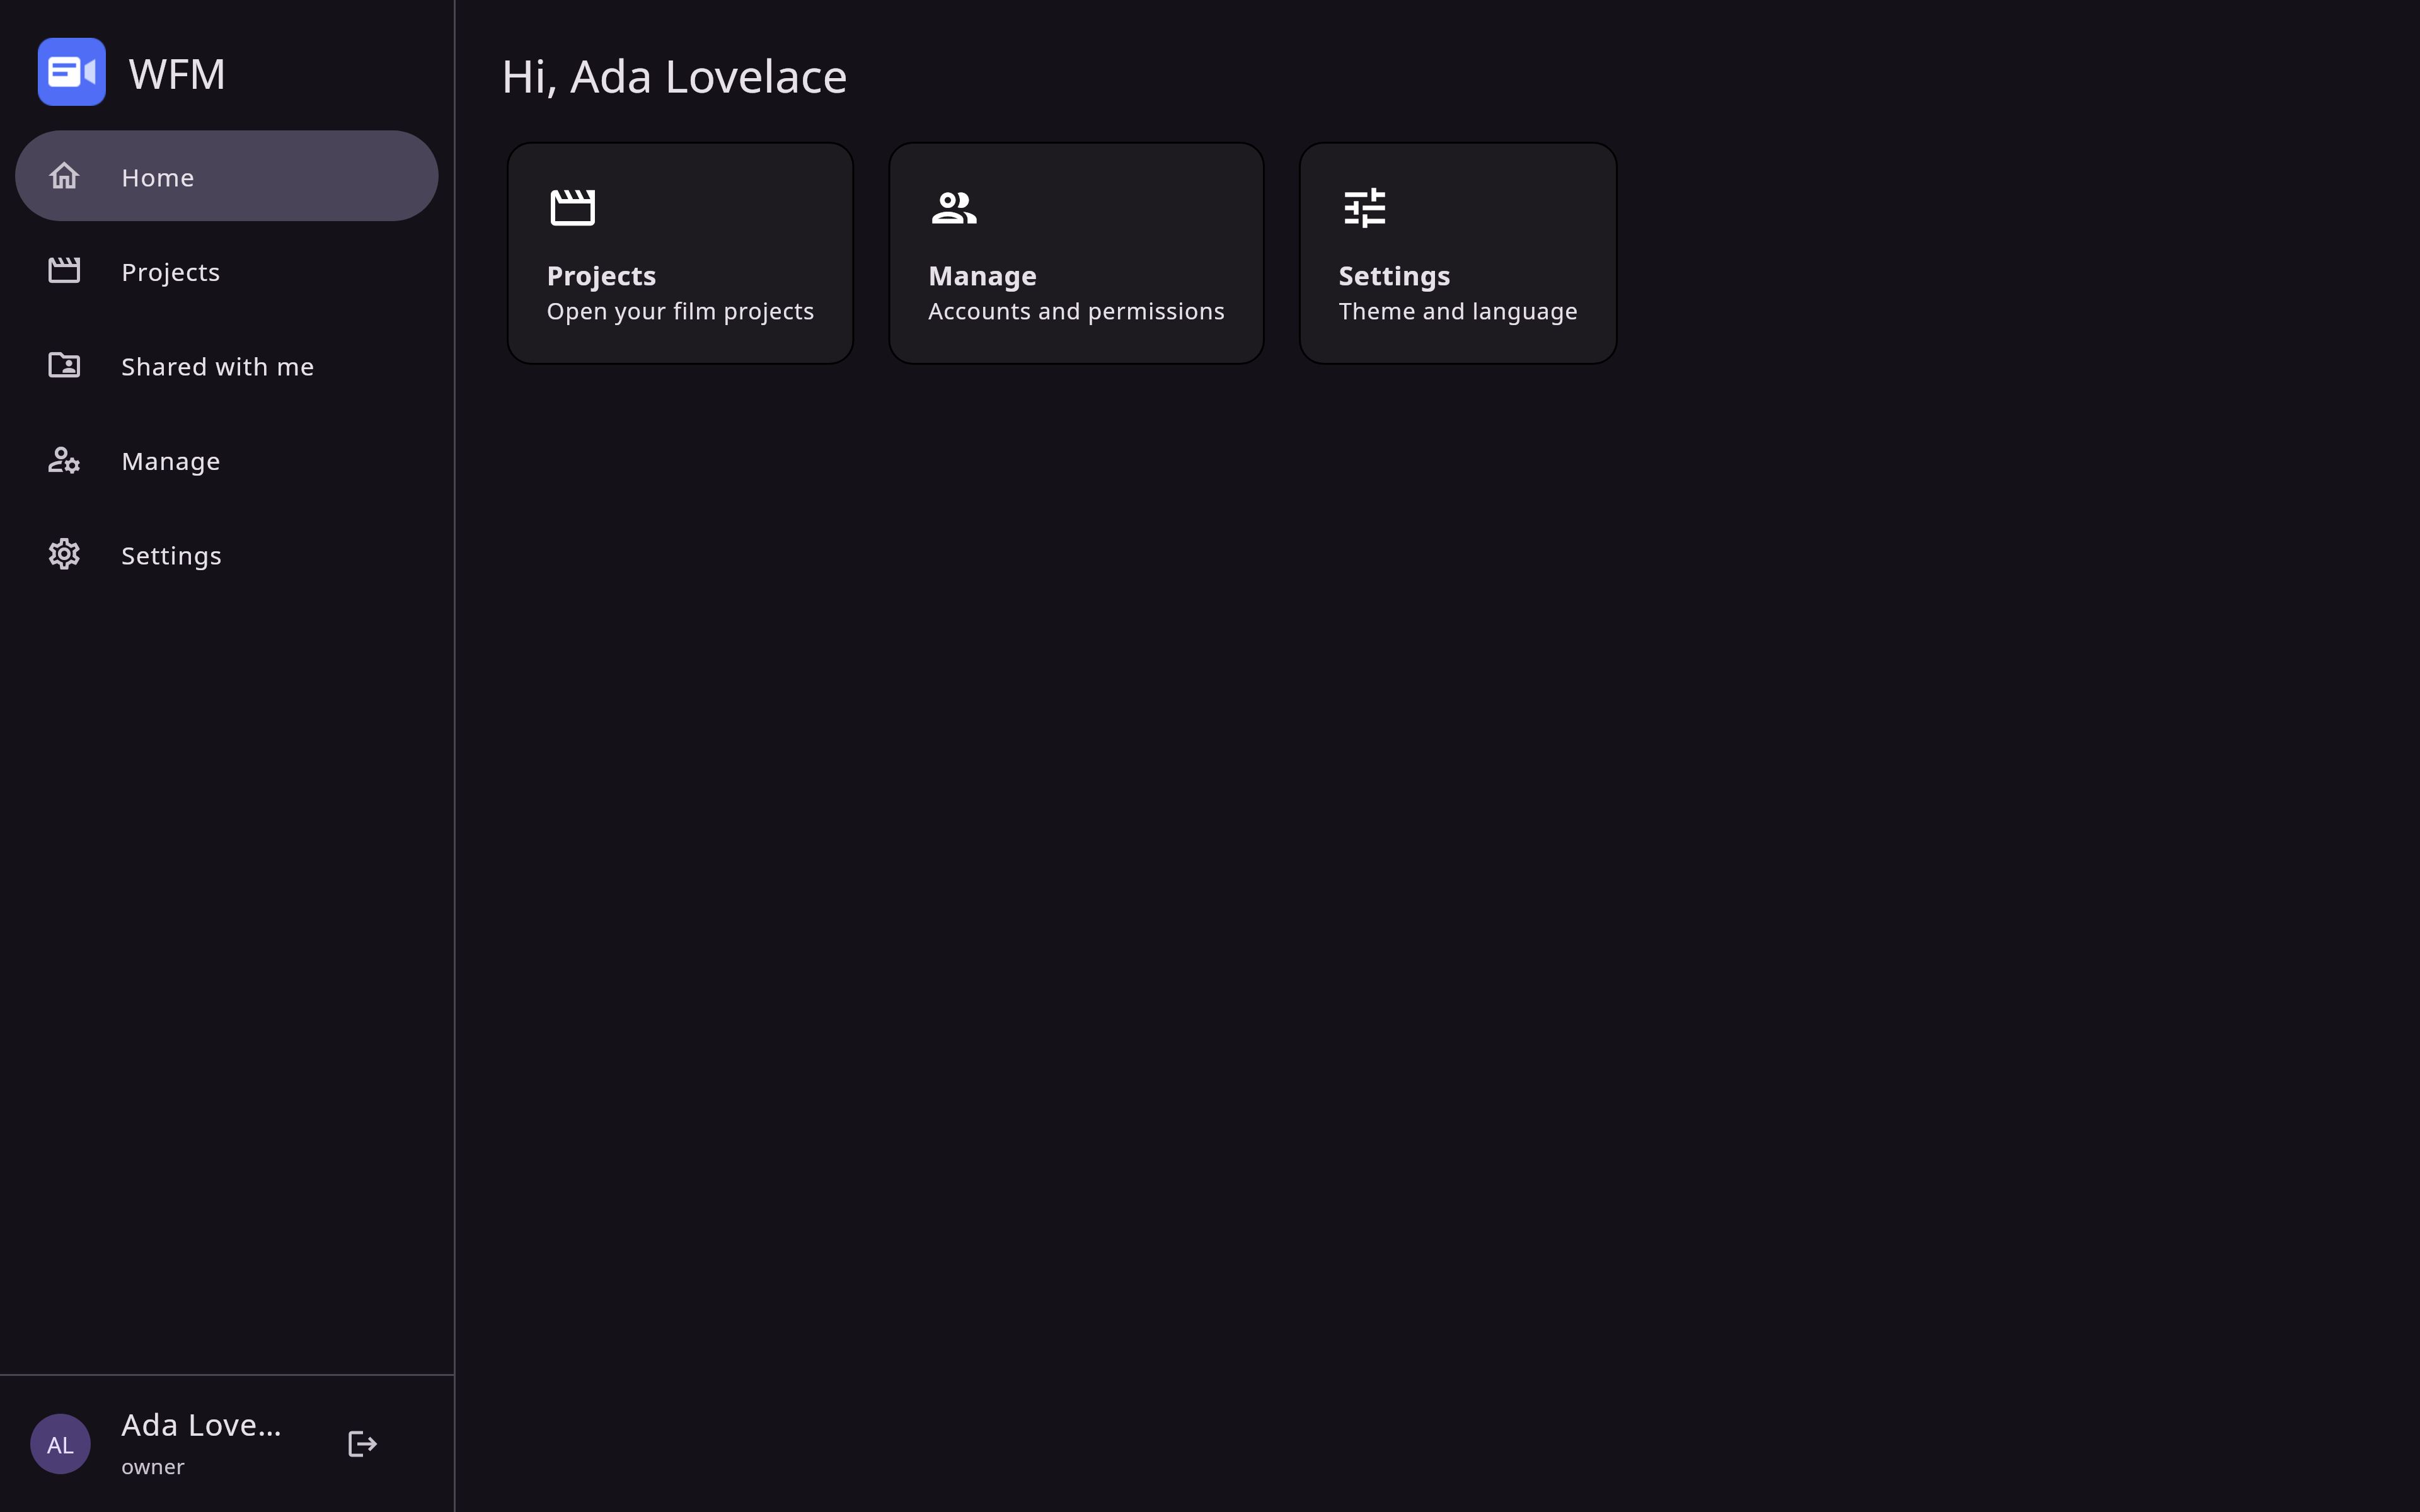 WFM
Home
Projects
Shared with me
Manage
Settings
Ada Love...
owner
AL
Hi, Ada Lovelace
Projects
Open your film projects
Manage
Accounts and permissions
Settings
Theme and language